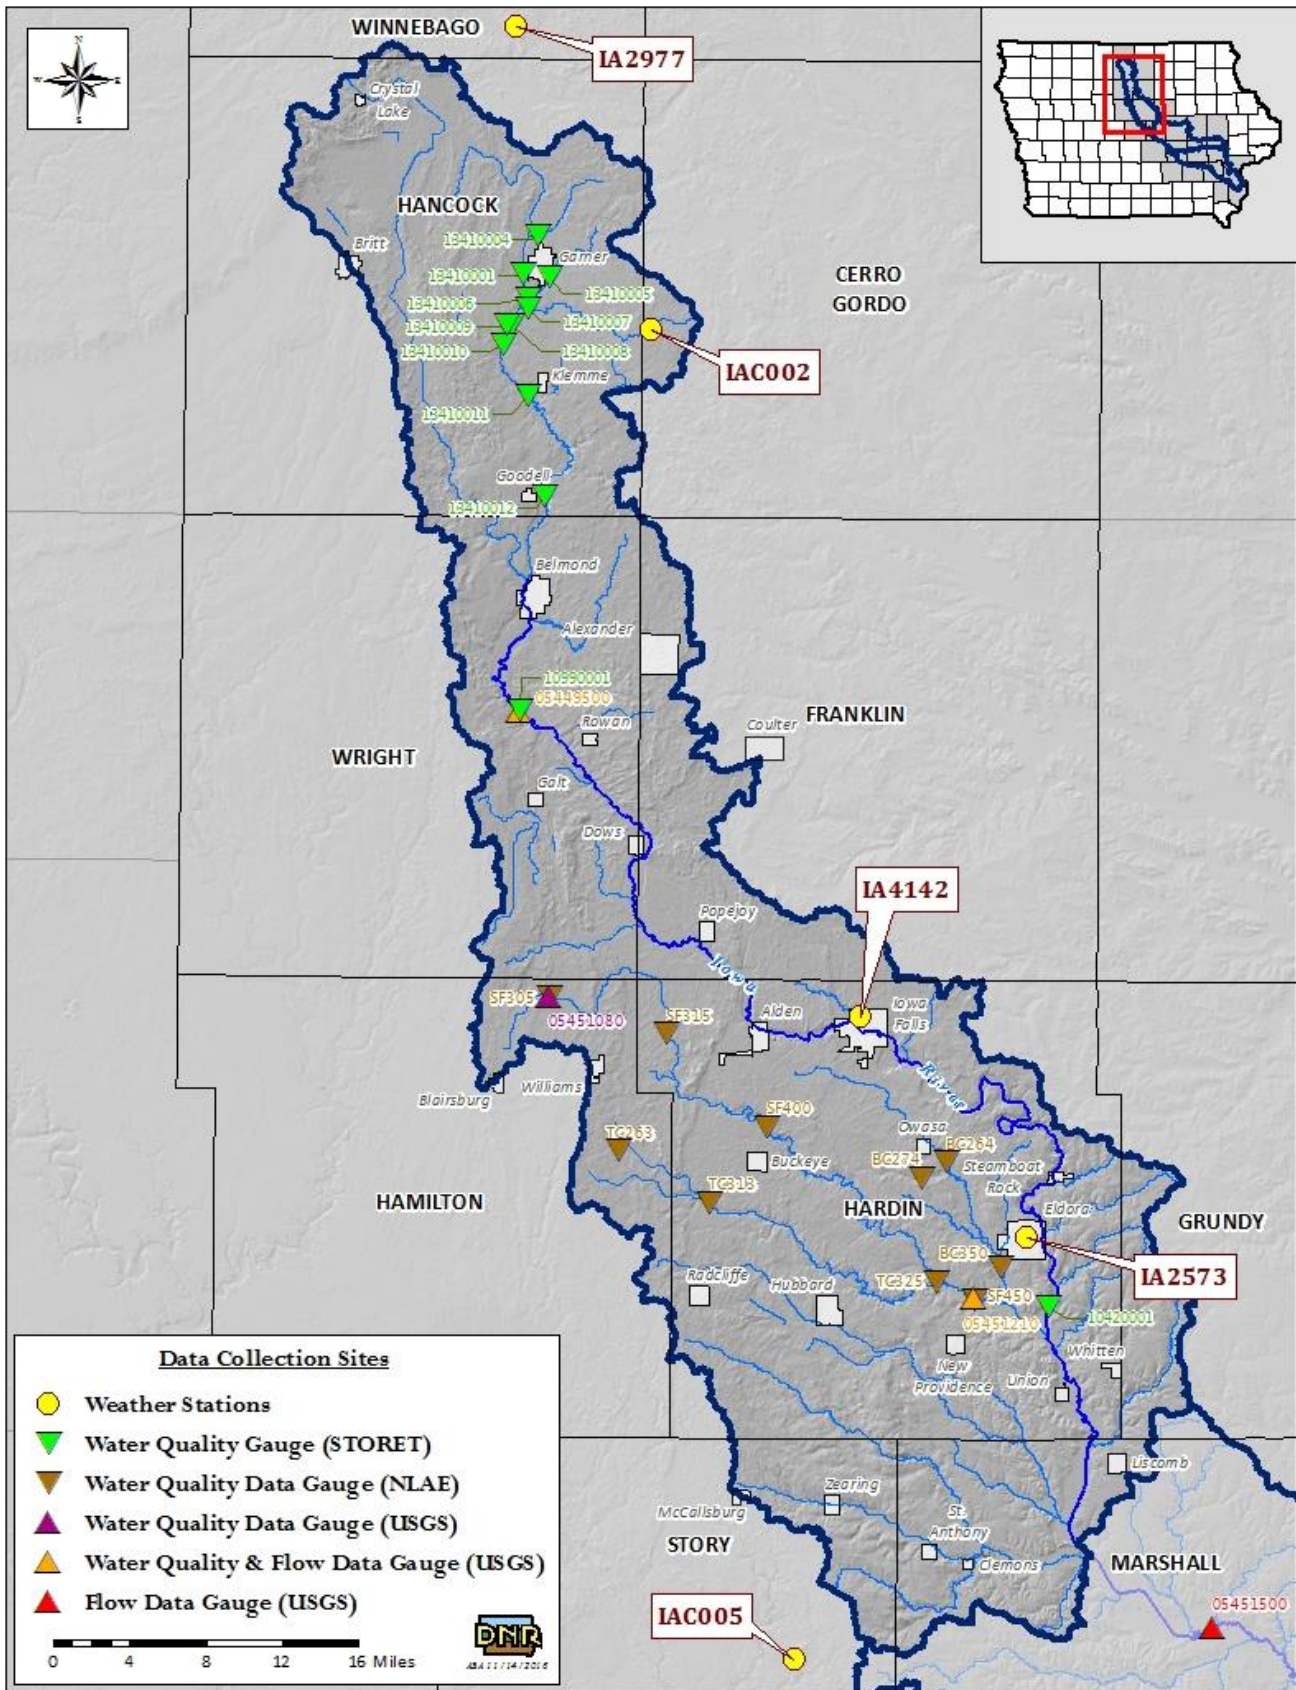 WINNEBAGO
IA2977
N
W
E
S
Crystal
Lake
HANCOCK
Britt
13410004
Garner
13410001
13410005
13410006
13410007
13410009
13410008
13410010
Klemme
13410011
CERRO
GORDO
IAC002
Goodell
13410012
Belmond
Alexander
10990001
05449500
Rowan
WRIGHT
FRANKLIN
Coulter
Galt
Dows
IA4142
Popejoy
Iowa
SF305
05451080
SF315
Alden
Iowa
Falls
Blairsburg
Williams
River
SF400
TC263
Owasa
BC264
BC274
Buckeye
Steamboat
Rock
TC313
HAMILTON
HARDIN
Eldora
GRUNDY
BC350
IA2573
Radcliffe
Hubbard
TC325
SF450
05451210
10420001
New
Providence
Whitten
Union
Liscomb
Zearing
McCallsburg
St.
Anthony
STORY
Clemons
MARSHALL
05451500
IAC005
Data Collection Sites
Weather Stations
Water Quality Gauge (STORET)
Water Quality Data Gauge (NLAE)
Water Quality Data Gauge (USGS)
Water Quality & Flow Data Gauge (USGS)
Flow Data Gauge (USGS)
0 4 8 12 16 Miles
DNR
ABA 11/14/2016